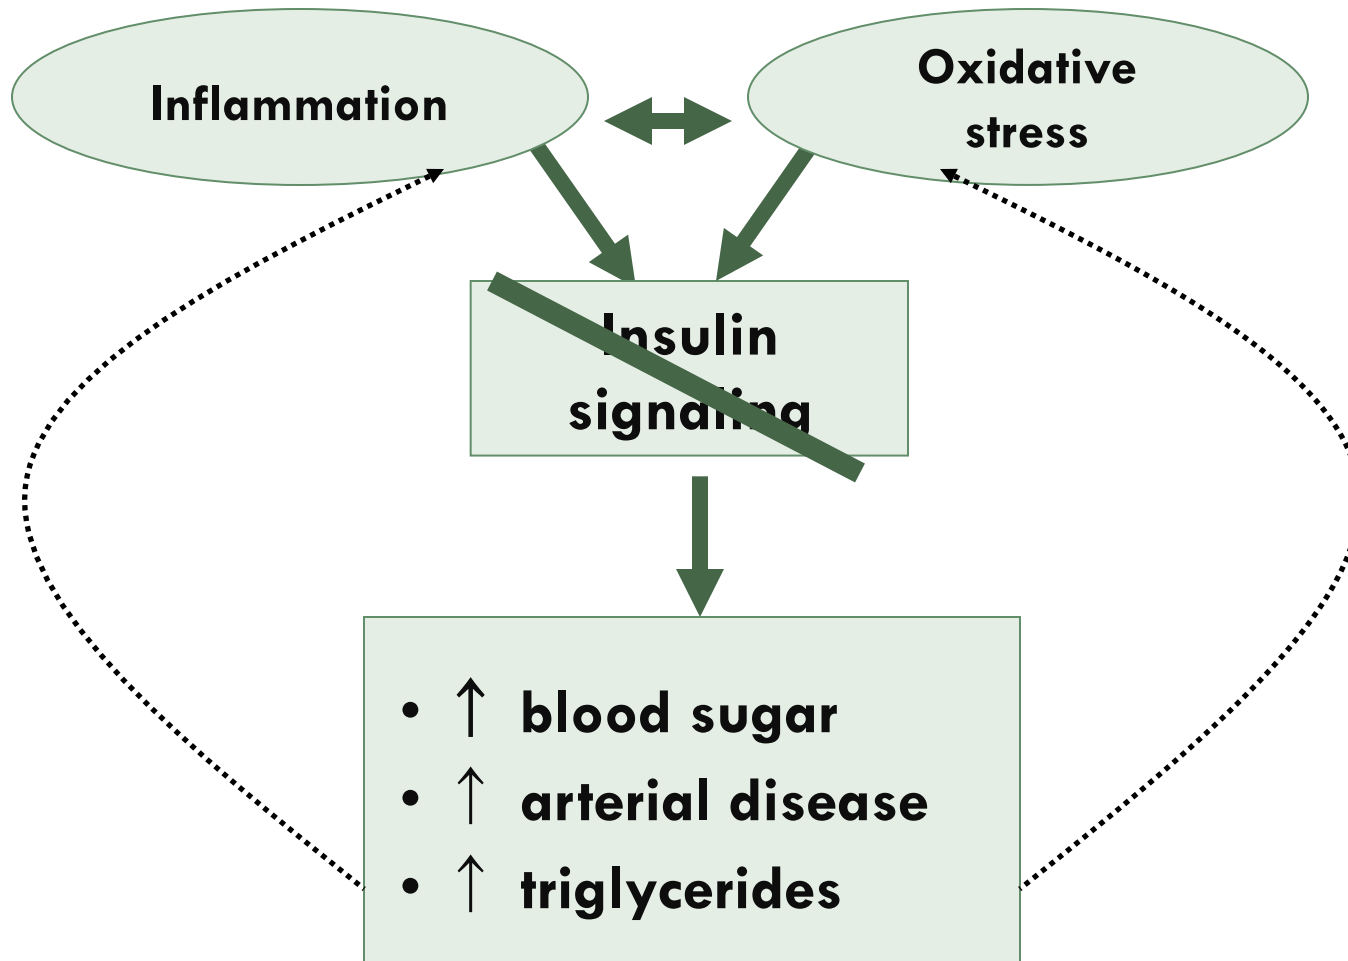 Inflammation
Oxidative
stress
Insulin
signaling
• ↑ blood sugar
• ↑ arterial disease
• ↑ triglycerides